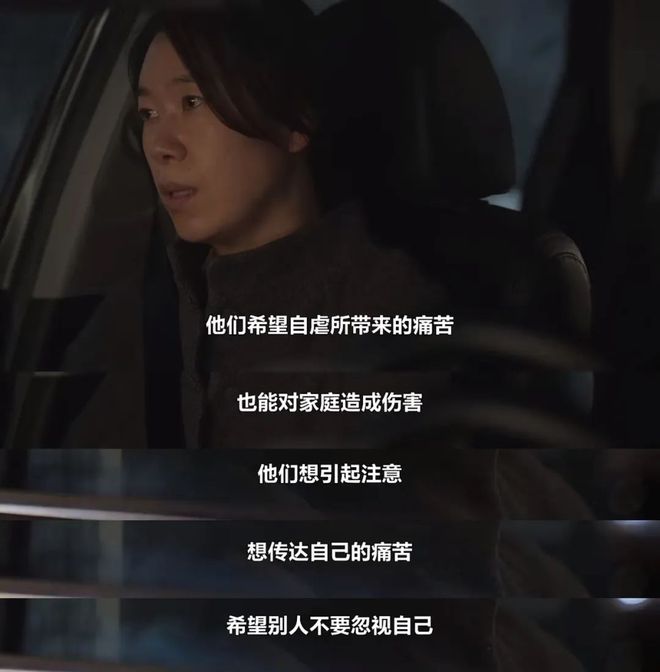 他们希望自虐所带来的痛苦
也能对家庭造成伤害
他们想引起注意
想传达自己的痛苦
希望别人不要忽视自己